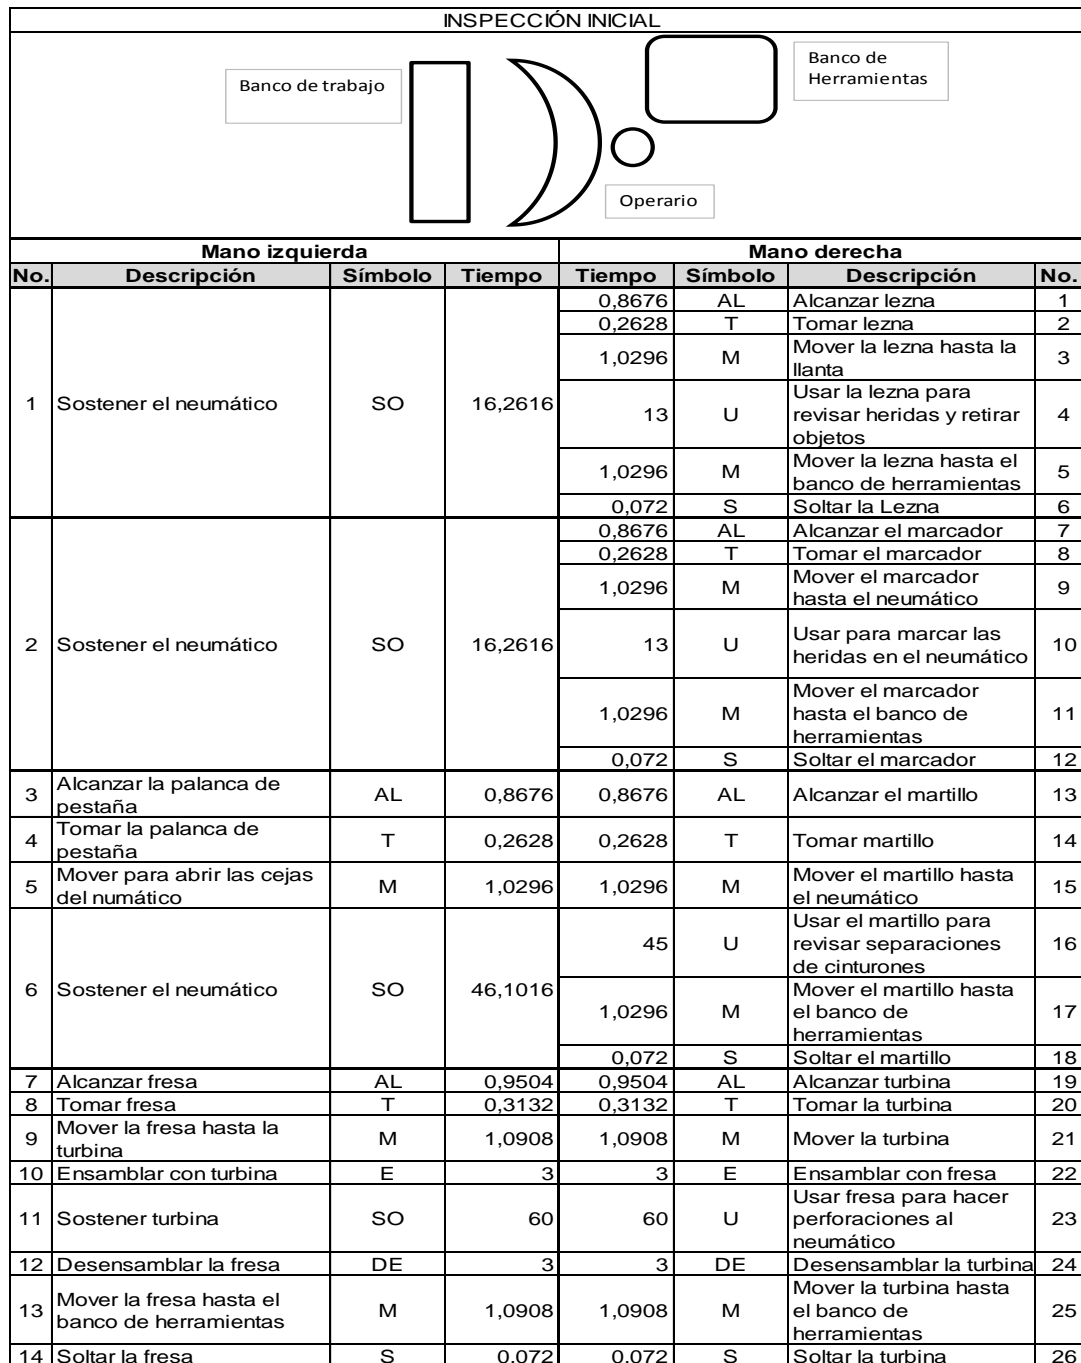 INSPECCIÓN INICIAL
Banco de trabajo
Banco de
Herramientas
Operario
Mano izquierda Mano derecha
No. Descripción Símbolo Tiempo Tiempo Símbolo Descripción No.
1 Sostener el neumático SO 16,2616
0,8676 AL Alcanzar lezna 1
0,2628 T Tomar lezna 2
1,0296 M Mover la lezna hasta la
llanta 3
13 U Usar la lezna para
revisar heridas y retirar
objetos 4
1,0296 M Mover la lezna hasta el
banco de herramientas 5
0,072 S Soltar la Lezna 6
2 Sostener el neumático SO 16,2616
0,8676 AL Alcanzar el marcador 7
0,2628 T Tomar el marcador 8
1,0296 M Mover el marcador
hasta el neumático 9
13 U Usar para marcar las
heridas en el neumático 10
1,0296 M Mover el marcador
hasta el banco de
herramientas 11
0,072 S Soltar el marcador 12
3 Alcanzar la palanca de
pestaña AL 0,8676 0,8676 AL Alcanzar el martillo 13
4 Tomar la palanca de
pestaña T 0,2628 0,2628 T Tomar martillo 14
5 Mover para abrir las cejas
del numático M 1,0296 1,0296 M Mover el martillo hasta
el neumático 15
6 Sostener el neumático SO 46,1016
45 U Usar el martillo para
revisar separaciones
de cinturones 16
1,0296 M Mover el martillo hasta
el banco de
herramientas 17
0,072 S Soltar el martillo 18
7 Alcanzar fresa AL 0,9504 0,9504 AL Alcanzar turbina 19
8 Tomar fresa T 0,3132 0,3132 T Tomar la turbina 20
9 Mover la fresa hasta la
turbina M 1,0908 1,0908 M Mover la turbina 21
10 Ensamblar con turbina E 3 3 E Ensamblar con fresa 22
11 Sostener turbina SO 60 60 U Usar fresa para hacer
perforaciones al
neumático 23
12 Desensamblar la fresa DE 3 3 DE Desensamblar la turbina 24
13 Mover la fresa hasta el
banco de herramientas M 1,0908 1,0908 M Mover la turbina hasta
el banco de
herramientas 25
14 Soltar la fresa S 0,072 0,072 S Soltar la turbina 26